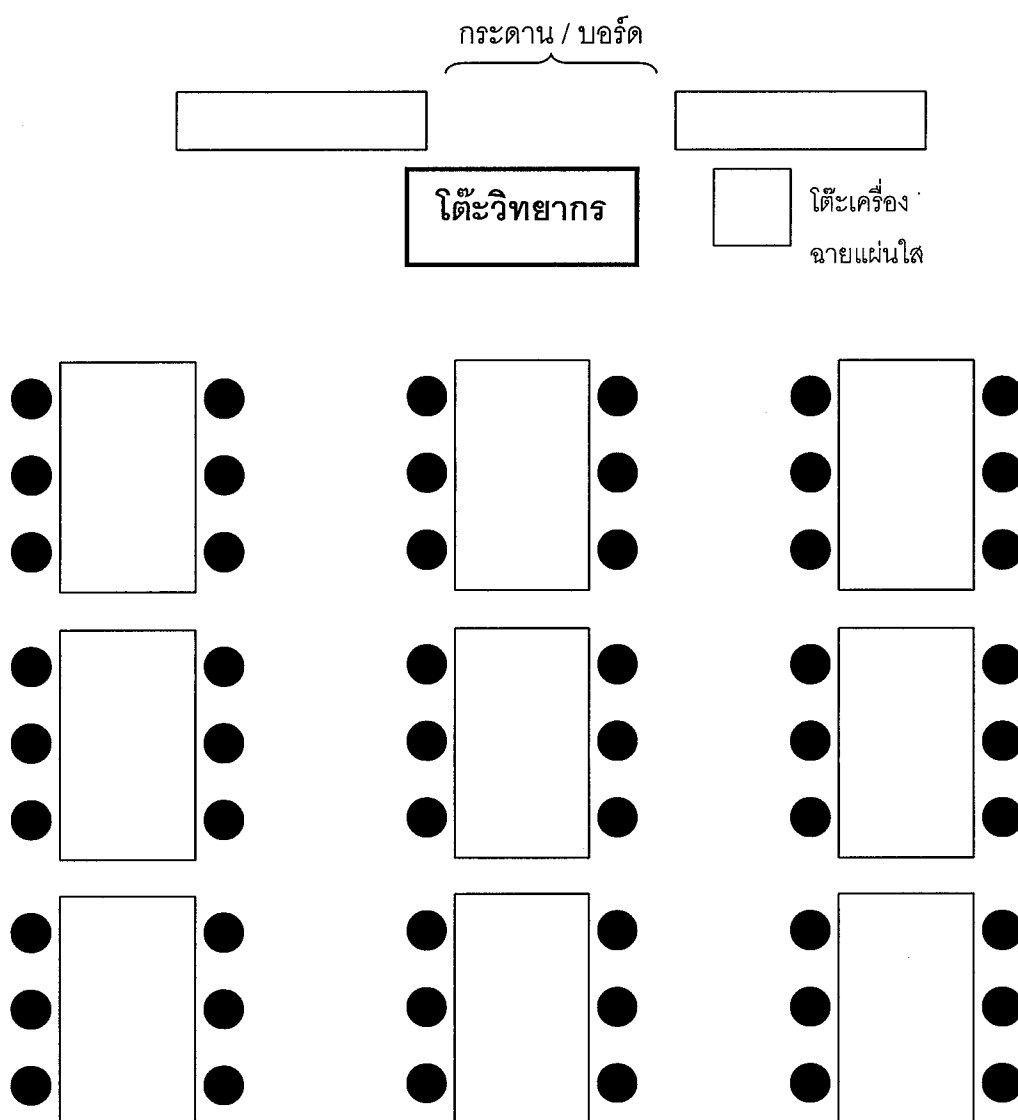 กระดาน / บอร์ด
โต๊ะวิทยากร
โต๊ะเครื่อง
ฉายแผ่นใส